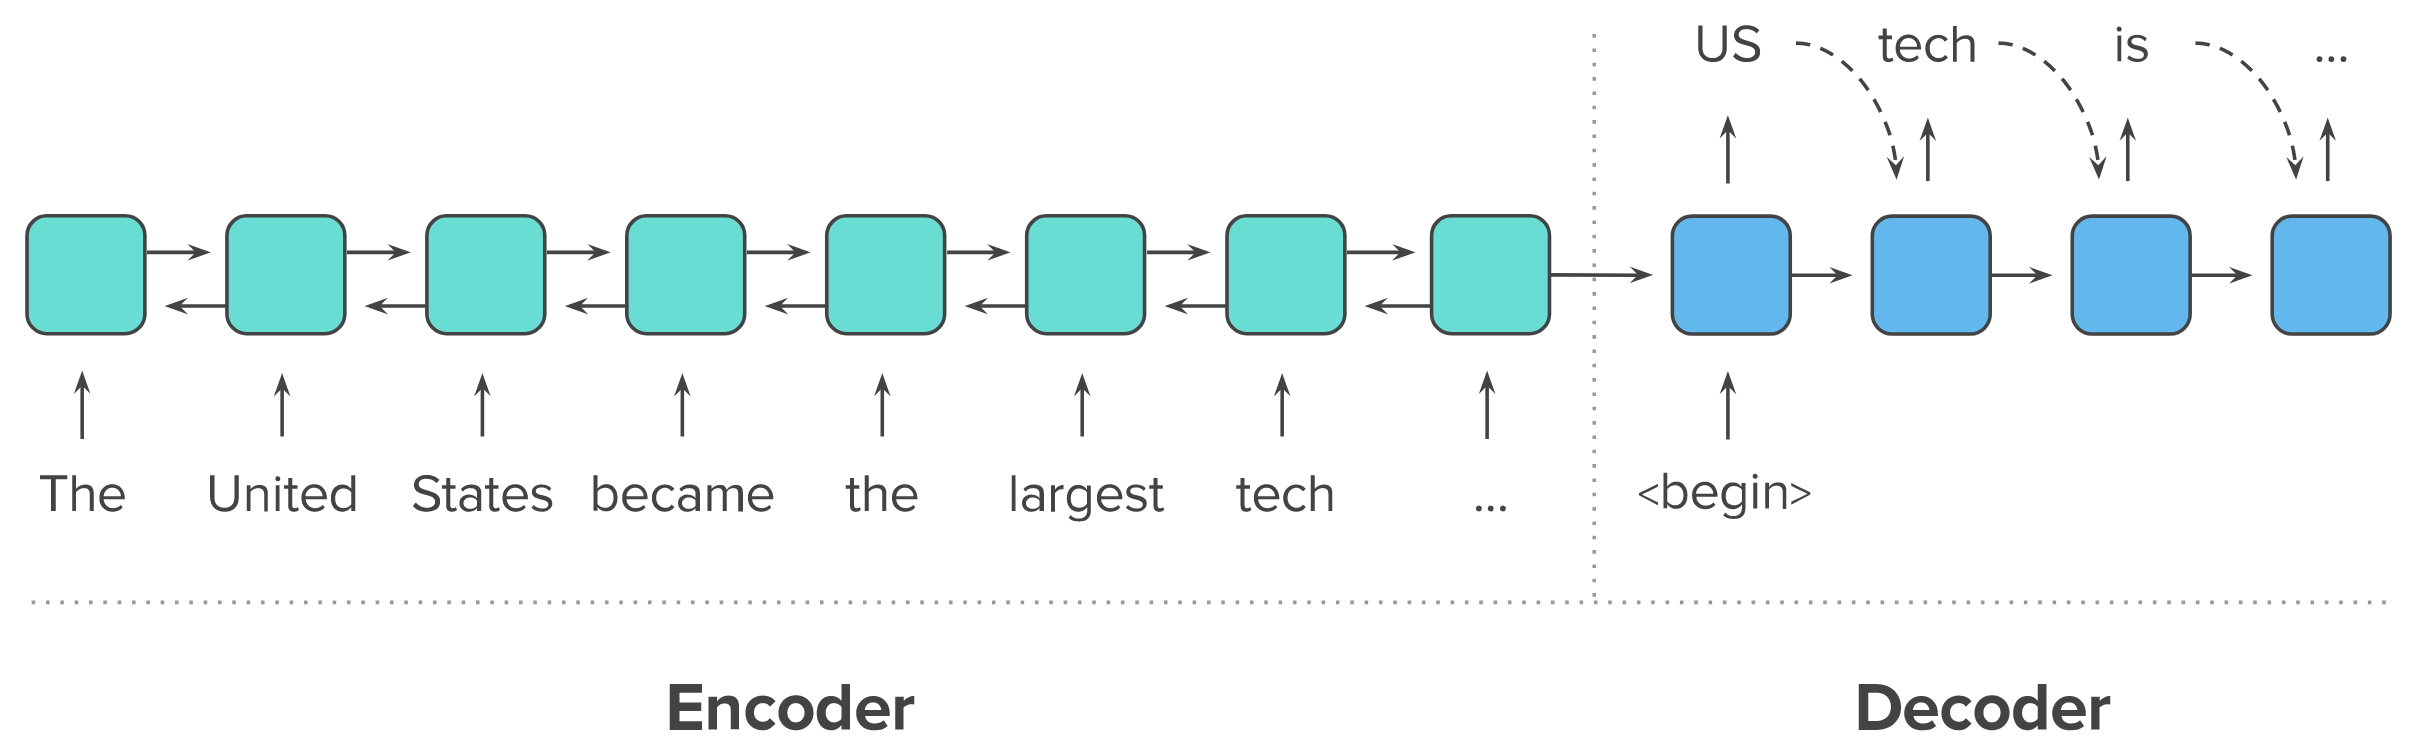 US tech is ...
The United States became the largest tech ... <begin>
Encoder Decoder